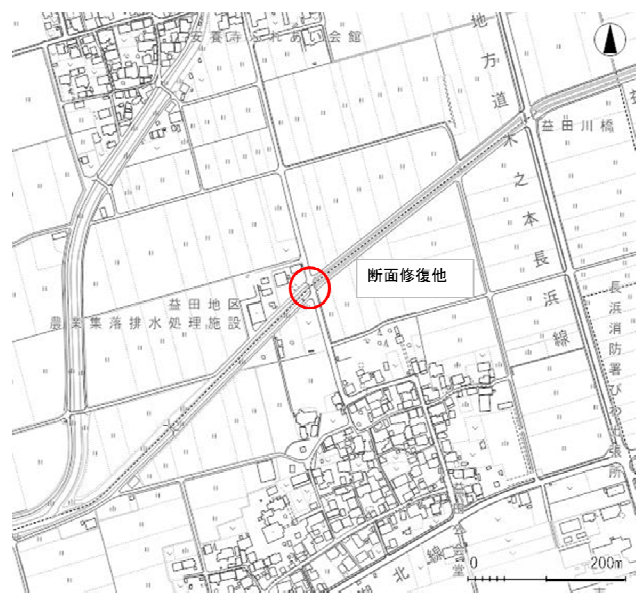 安養寺ふれあい会館
地方道木之本長浜線
益田川橋
断面修復他
益田地区
農業集落排水処理施設
長浜消防署びわ出張所
北線
堂
0 200m